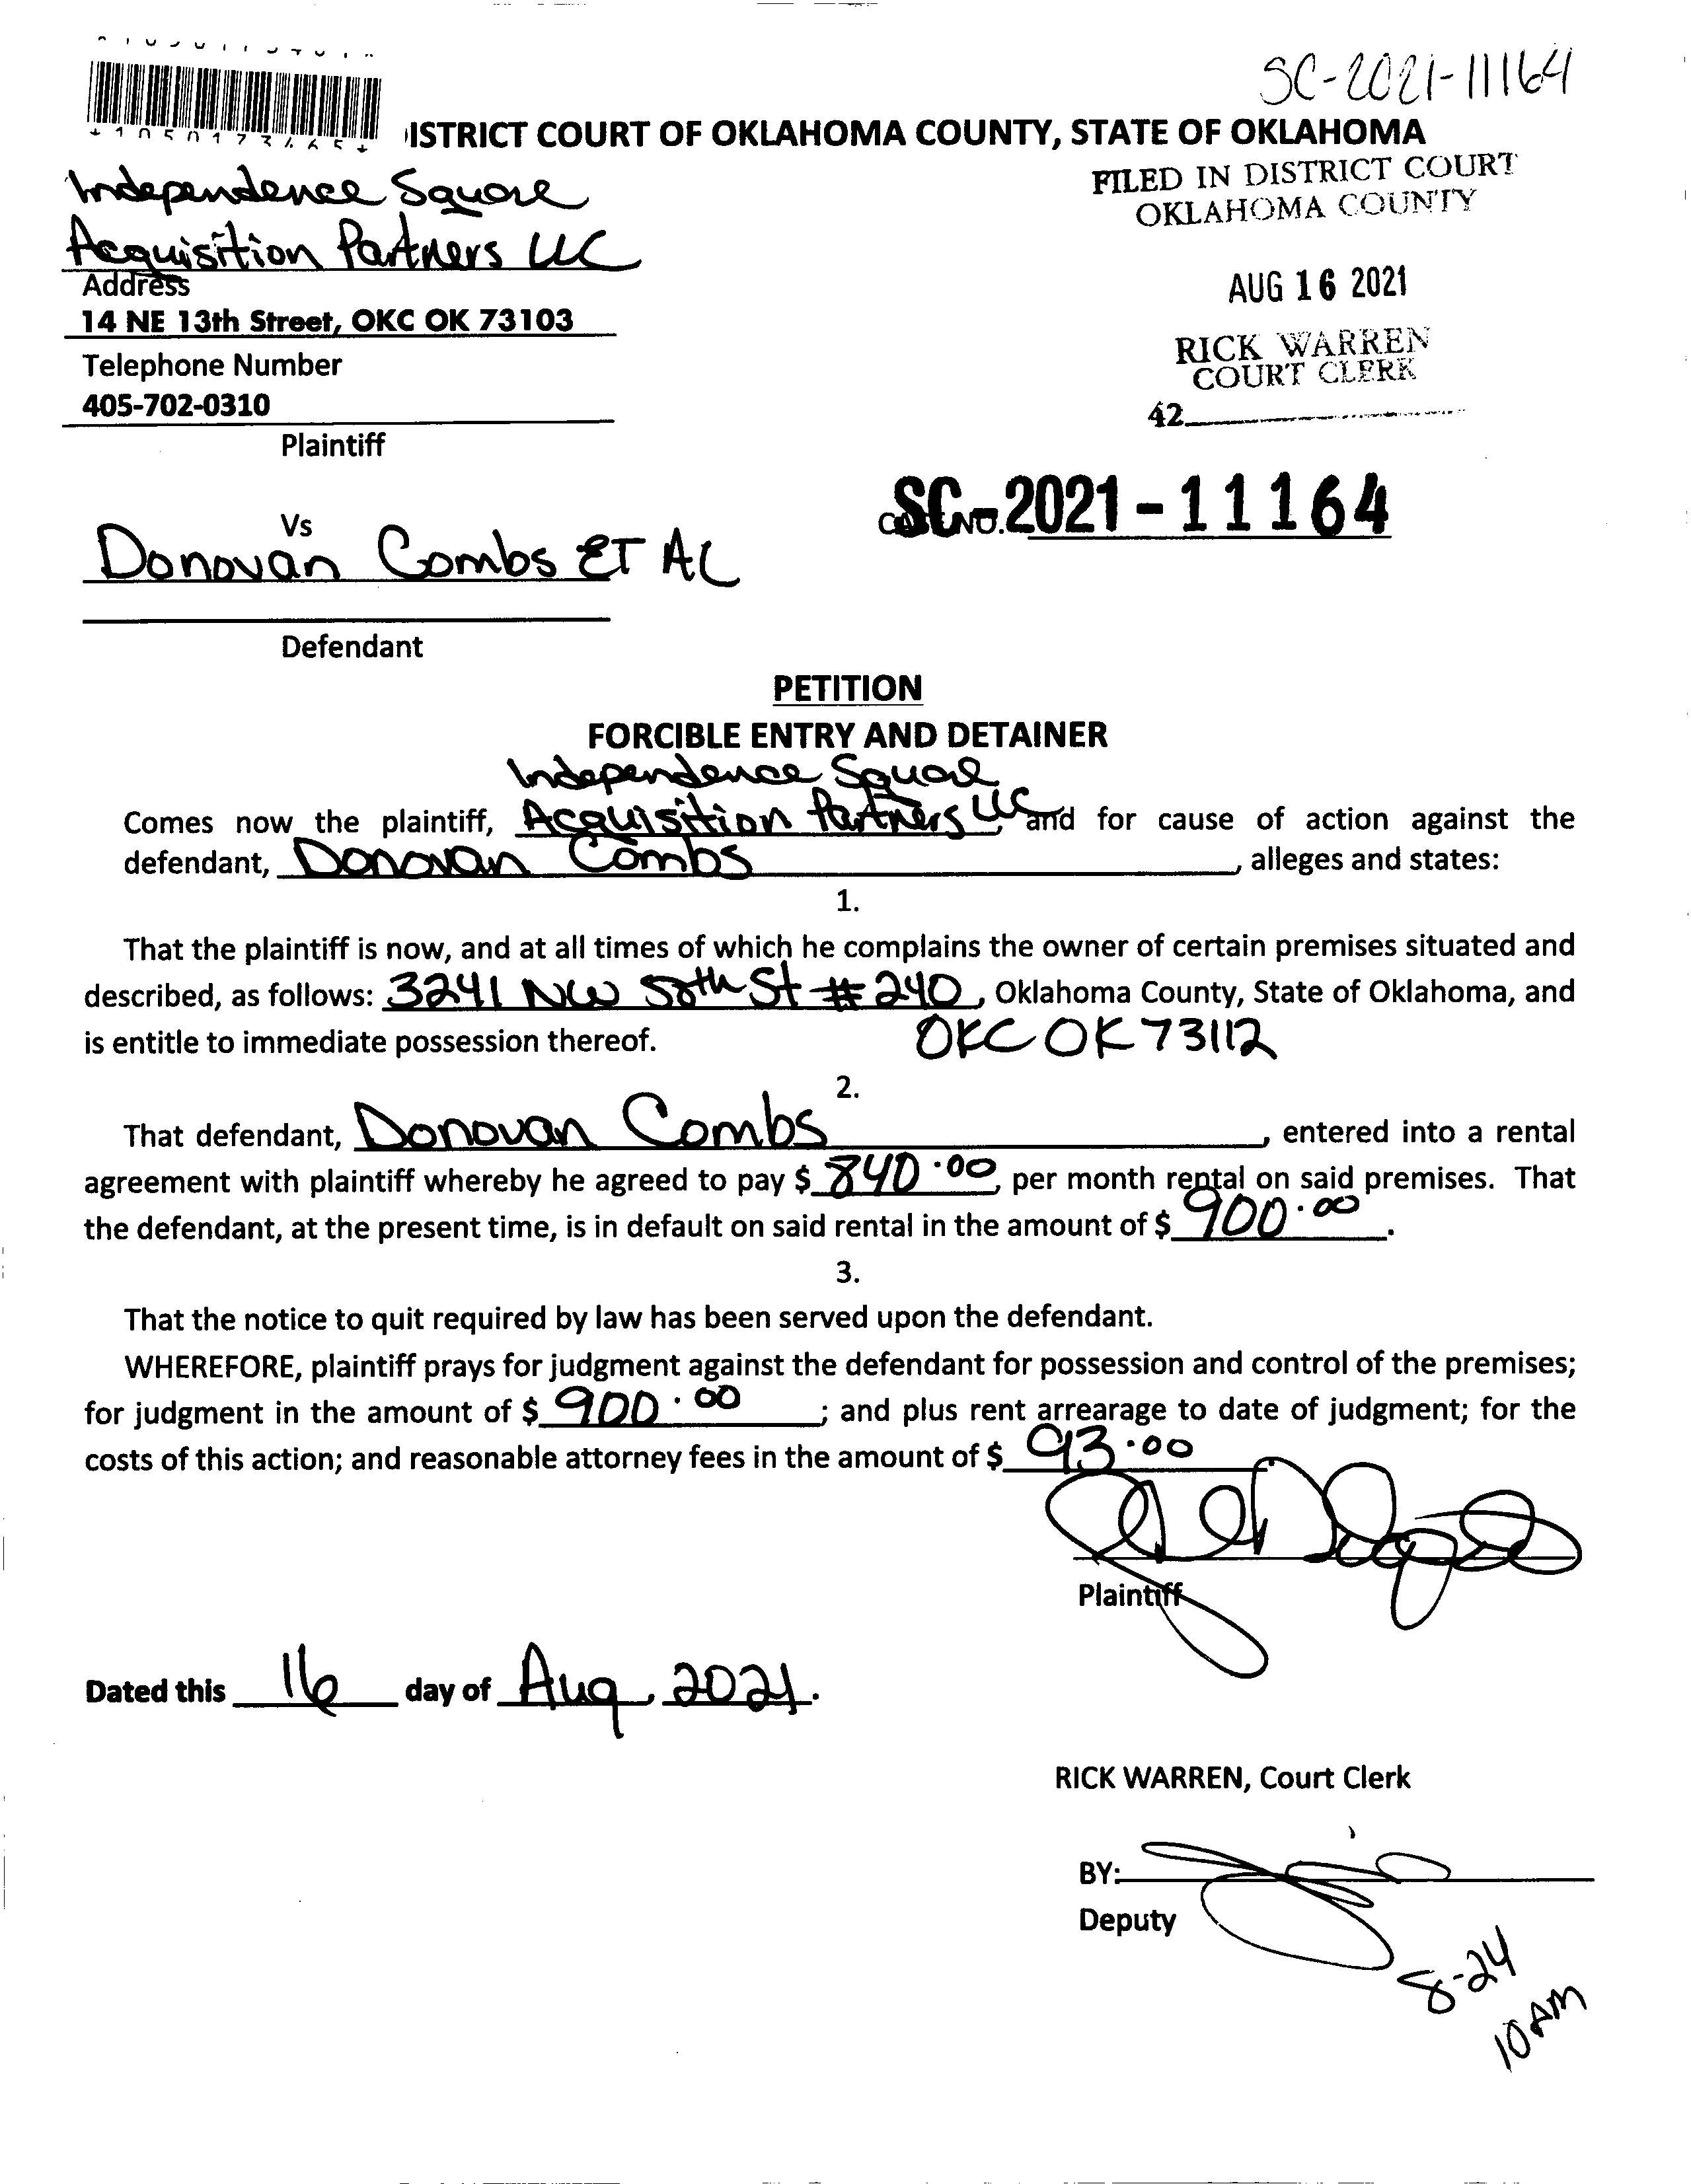 SC-2021-11164
ISTRICT COURT OF OKLAHOMA COUNTY, STATE OF OKLAHOMA
Independence Square
Acquisition Partners LLC
Address
14 NE 13th Street, OKC OK 73103
Telephone Number
405-702-0310
Plaintiff
FILED IN DISTRICT COURT
OKLAHOMA COUNTY
AUG 16 2021
RICK WARREN
COURT CLERK
42
SC-2021-11164
Vs
Donovan Combs ET AL
Defendant
PETITION
FORCIBLE ENTRY AND DETAINER
Independence Square
Comes now the plaintiff, Acquisition Partners LLC, and for cause of action against the
defendant, Donovan Combs, alleges and states:
1.
That the plaintiff is now, and at all times of which he complains the owner of certain premises situated and
described, as follows: 3241 NW 50th St #240, Oklahoma County, State of Oklahoma, and
is entitle to immediate possession thereof. OKC OK 73112
2.
That defendant, Donovan Combs, entered into a rental
agreement with plaintiff whereby he agreed to pay $ 840.00, per month rental on said premises. That
the defendant, at the present time, is in default on said rental in the amount of $ 900.00.
3.
That the notice to quit required by law has been served upon the defendant.
WHEREFORE, plaintiff prays for judgment against the defendant for possession and control of the premises;
for judgment in the amount of $ 900.00; and plus rent arrearage to date of judgment; for the
costs of this action; and reasonable attorney fees in the amount of $ 93.00
Plaintiff
Dated this 16 day of Aug, 2021.
RICK WARREN, Court Clerk
BY:
Deputy
8-24
10 AM